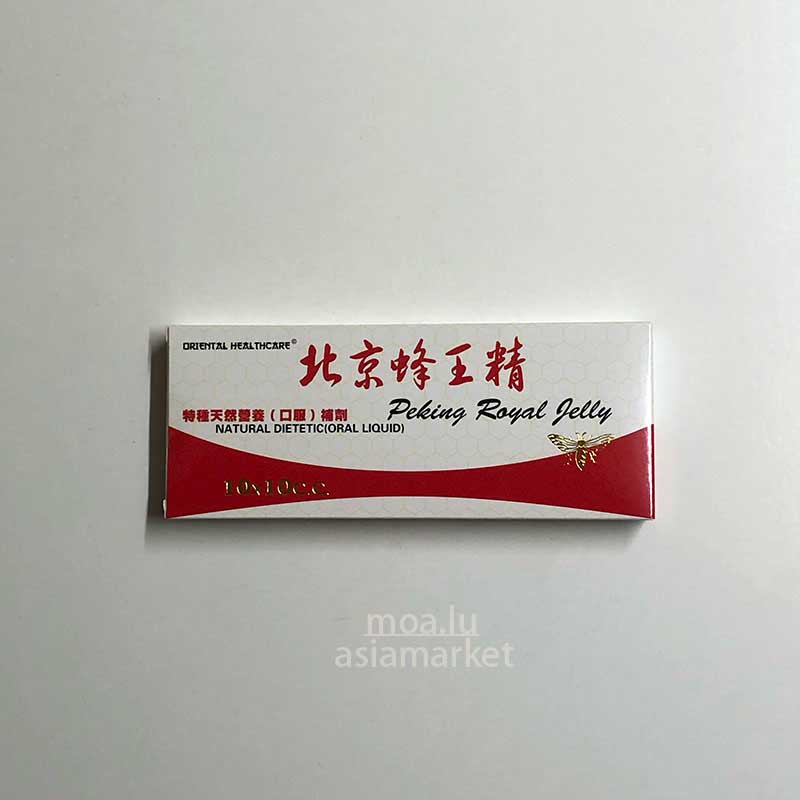 ORIENTAL HEALTHCARE©
北京蜂王精
特種天然營養（口服）補劑
Peking Royal Jelly
NATURAL DIETETIC(ORAL LIQUID)
10x10C.C.
moa.lu
asiamarket